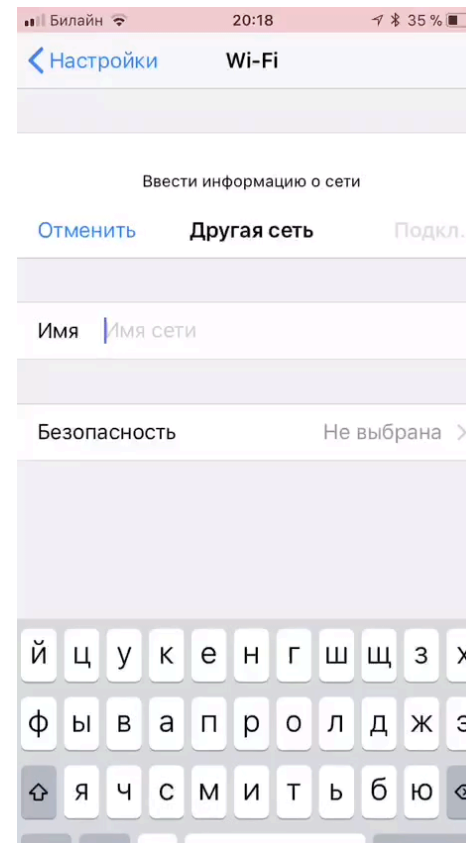 Билайн 20:18 35 %
Настройки Wi-Fi
Ввести информацию о сети
Отменить Другая сеть Подкл.
Имя Имя сети
Безопасность Не выбрана
й ц у к е н г ш щ з х
ф ы в а п р о л д ж э
я ч с м и т ь б ю